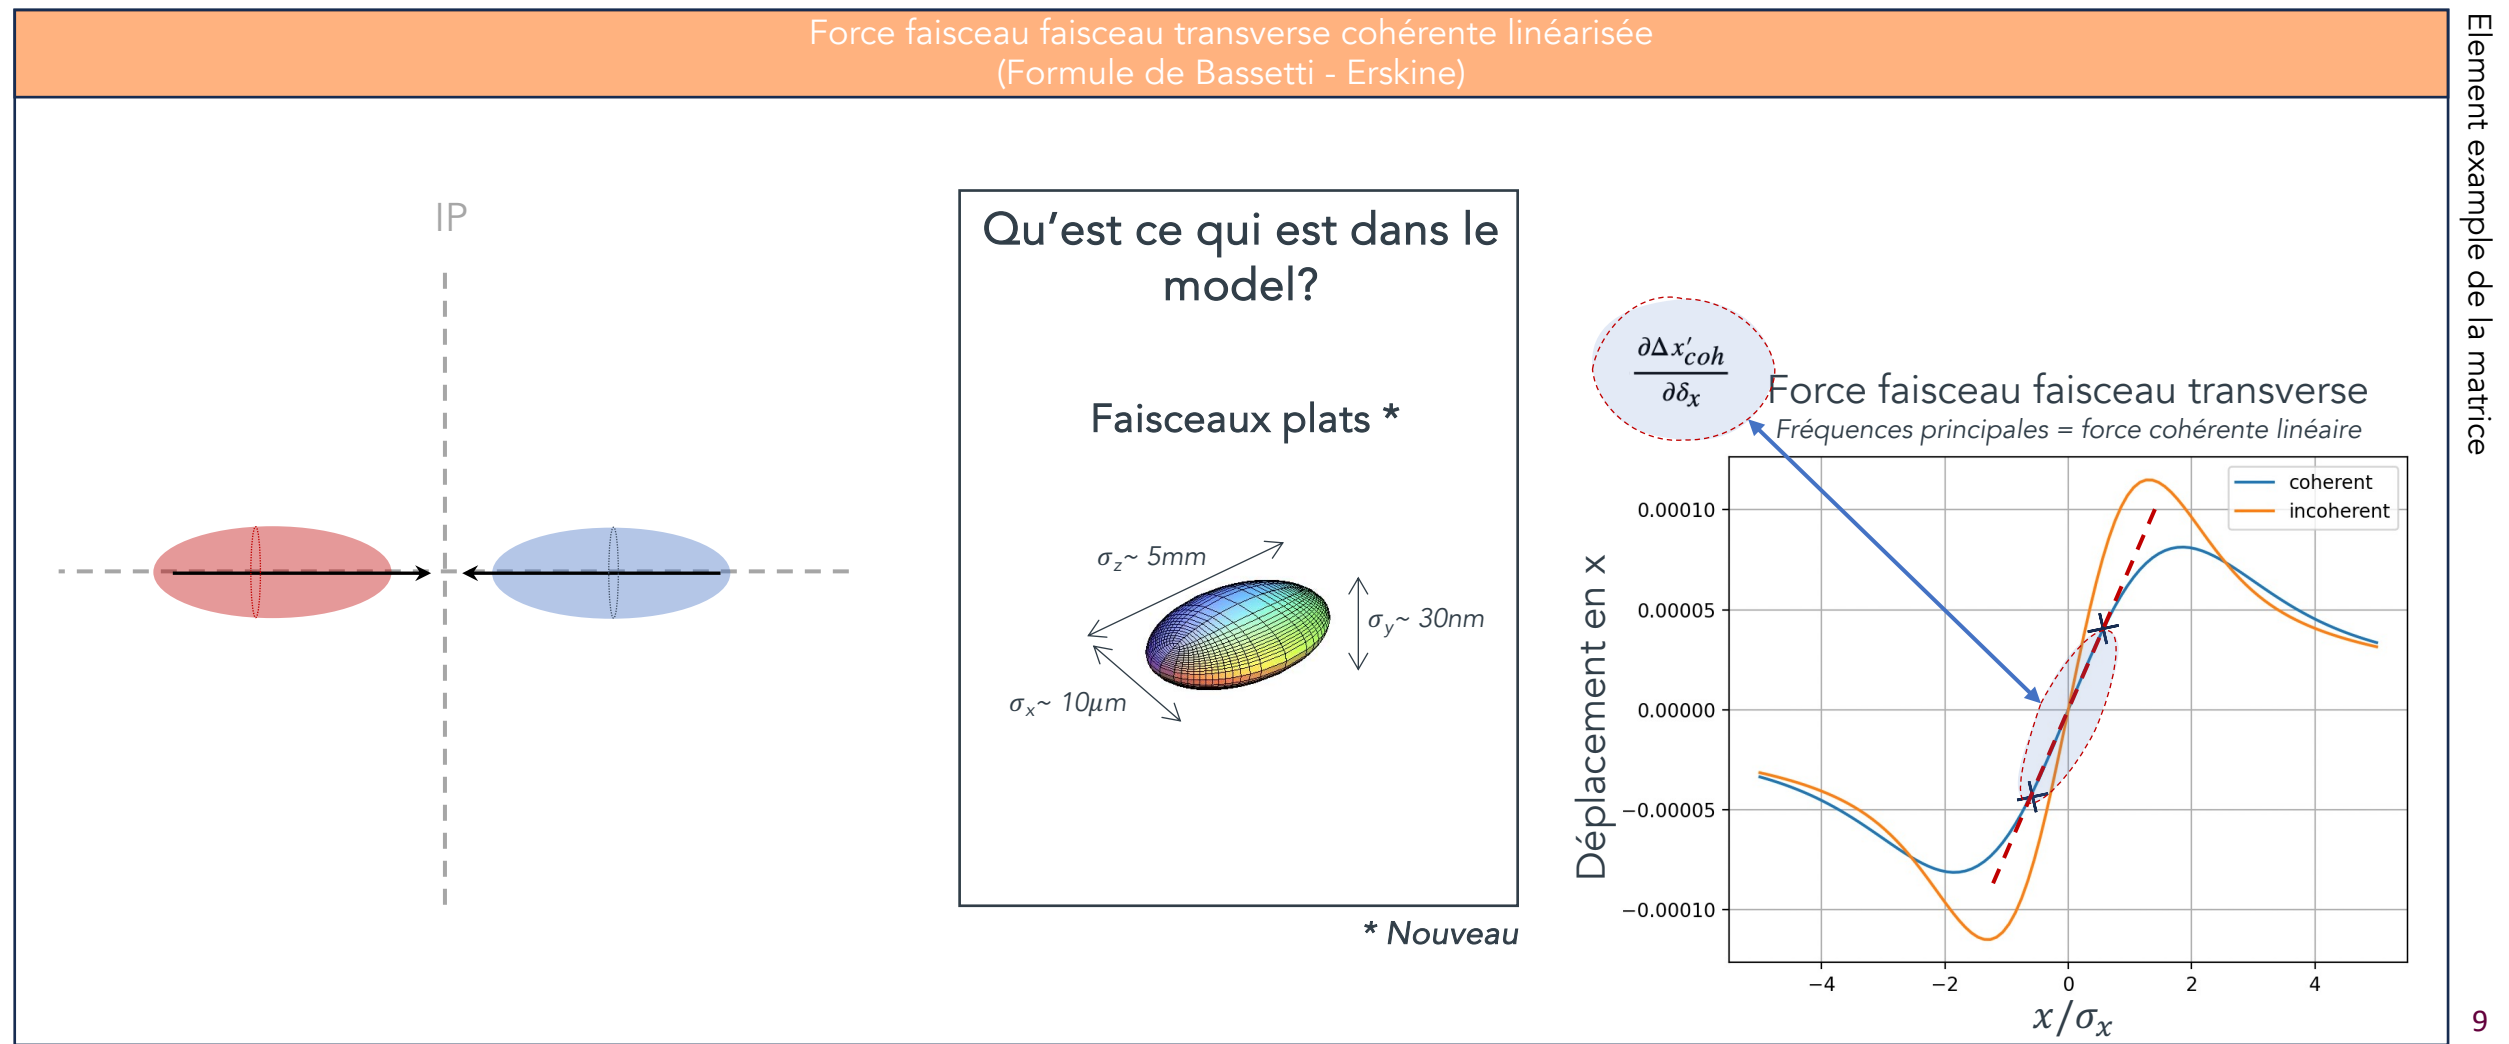 Force faisceau faisceau transverse cohérente linéarisée
(Formule de Bassetti - Erskine)
Element example de la matrice
IP
Qu’est ce qui est dans le
model?
Faisceaux plats *
σz~ 5mm
σy~ 30nm
σx~ 10μm
* Nouveau
∂Δx′coh
∂δx
Force faisceau faisceau transverse
Fréquences principales = force cohérente linéaire
coherent
incoherent
Déplacement en x
0.00010
0.00005
0.00000
−0.00005
−0.00010
−4 −2 0 2 4
x/σx
9